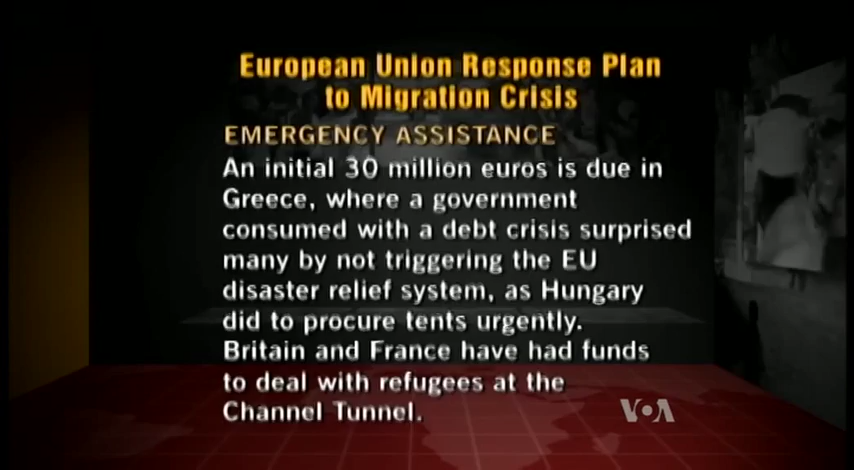 European Union Response Plan
to Migration Crisis
EMERGENCY ASSISTANCE
An initial 30 million euros is due in
Greece, where a government
consumed with a debt crisis surprised
many by not triggering the EU
disaster relief system, as Hungary
did to procure tents urgently.
Britain and France have had funds
to deal with refugees at the
Channel Tunnel.
VOA